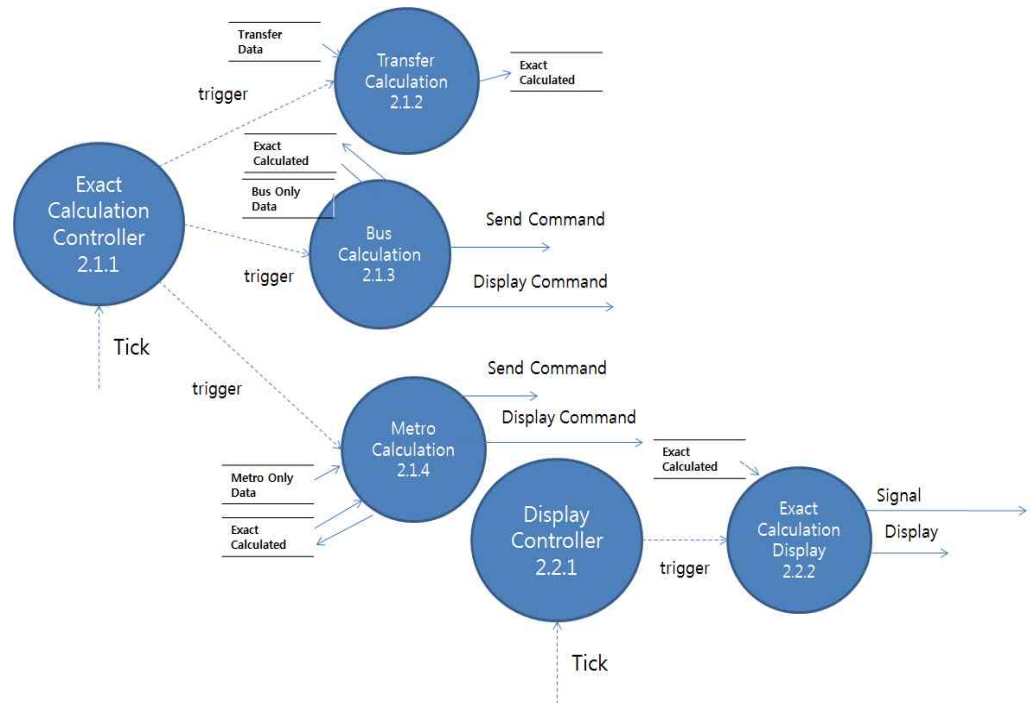 Transfer
Data
Transfer
Calculation
2.1.2
Exact
Calculated
trigger
Exact
Calculated
Bus Only
Data
Exact
Calculation
Controller
2.1.1
Bus
Calculation
2.1.3
Send Command
trigger
Display Command
Tick
trigger
Send Command
Metro
Calculation
2.1.4
Display Command
Exact
Calculated
Metro Only
Data
Exact
Calculated
Display
Controller
2.2.1
trigger
Exact
Calculation
Display
2.2.2
Signal
Display
Tick